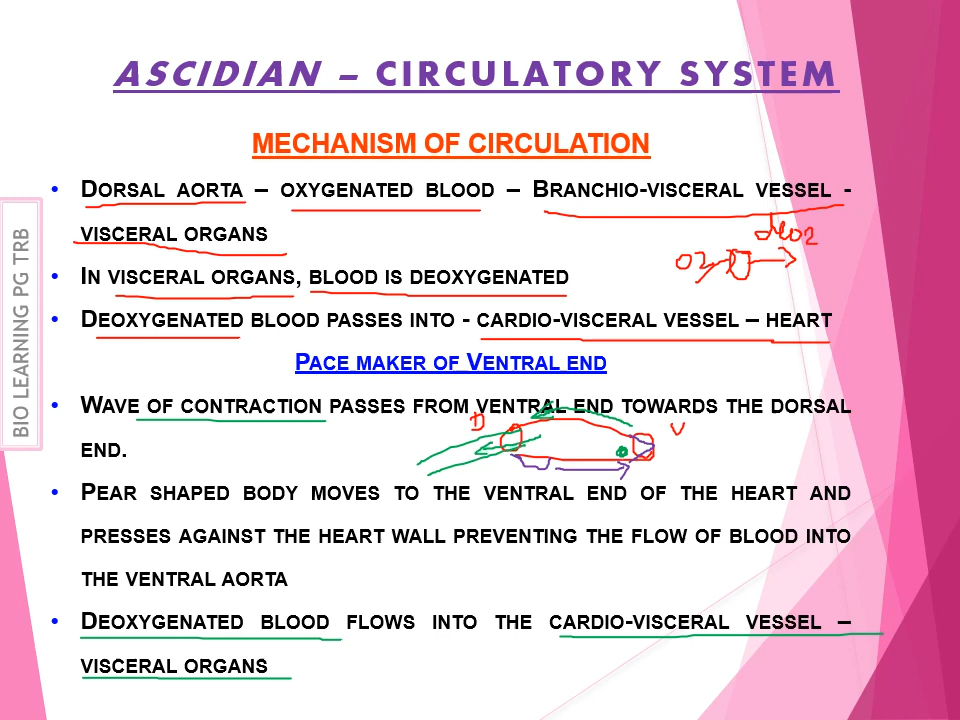 ASCIDIAN – CIRCULATORY SYSTEM
MECHANISM OF CIRCULATION
• DORSAL AORTA – OXYGENATED BLOOD – BRANCHIO-VISCERAL VESSEL -
VISCERAL ORGANS
deo2
O2
• IN VISCERAL ORGANS, BLOOD IS DEOXYGENATED
• DEOXYGENATED BLOOD PASSES INTO - CARDIO-VISCERAL VESSEL – HEART
PACE MAKER OF VENTRAL END
• WAVE OF CONTRACTION PASSES FROM VENTRAL END TOWARDS THE DORSAL
END.
D
V
• PEAR SHAPED BODY MOVES TO THE VENTRAL END OF THE HEART AND
PRESSES AGAINST THE HEART WALL PREVENTING THE FLOW OF BLOOD INTO
THE VENTRAL AORTA
• DEOXYGENATED BLOOD FLOWS INTO THE CARDIO-VISCERAL VESSEL –
VISCERAL ORGANS
BIO LEARNING PG TRB